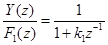 Y(z)/F₁(z) = 1/(1 + k₁z⁻¹)